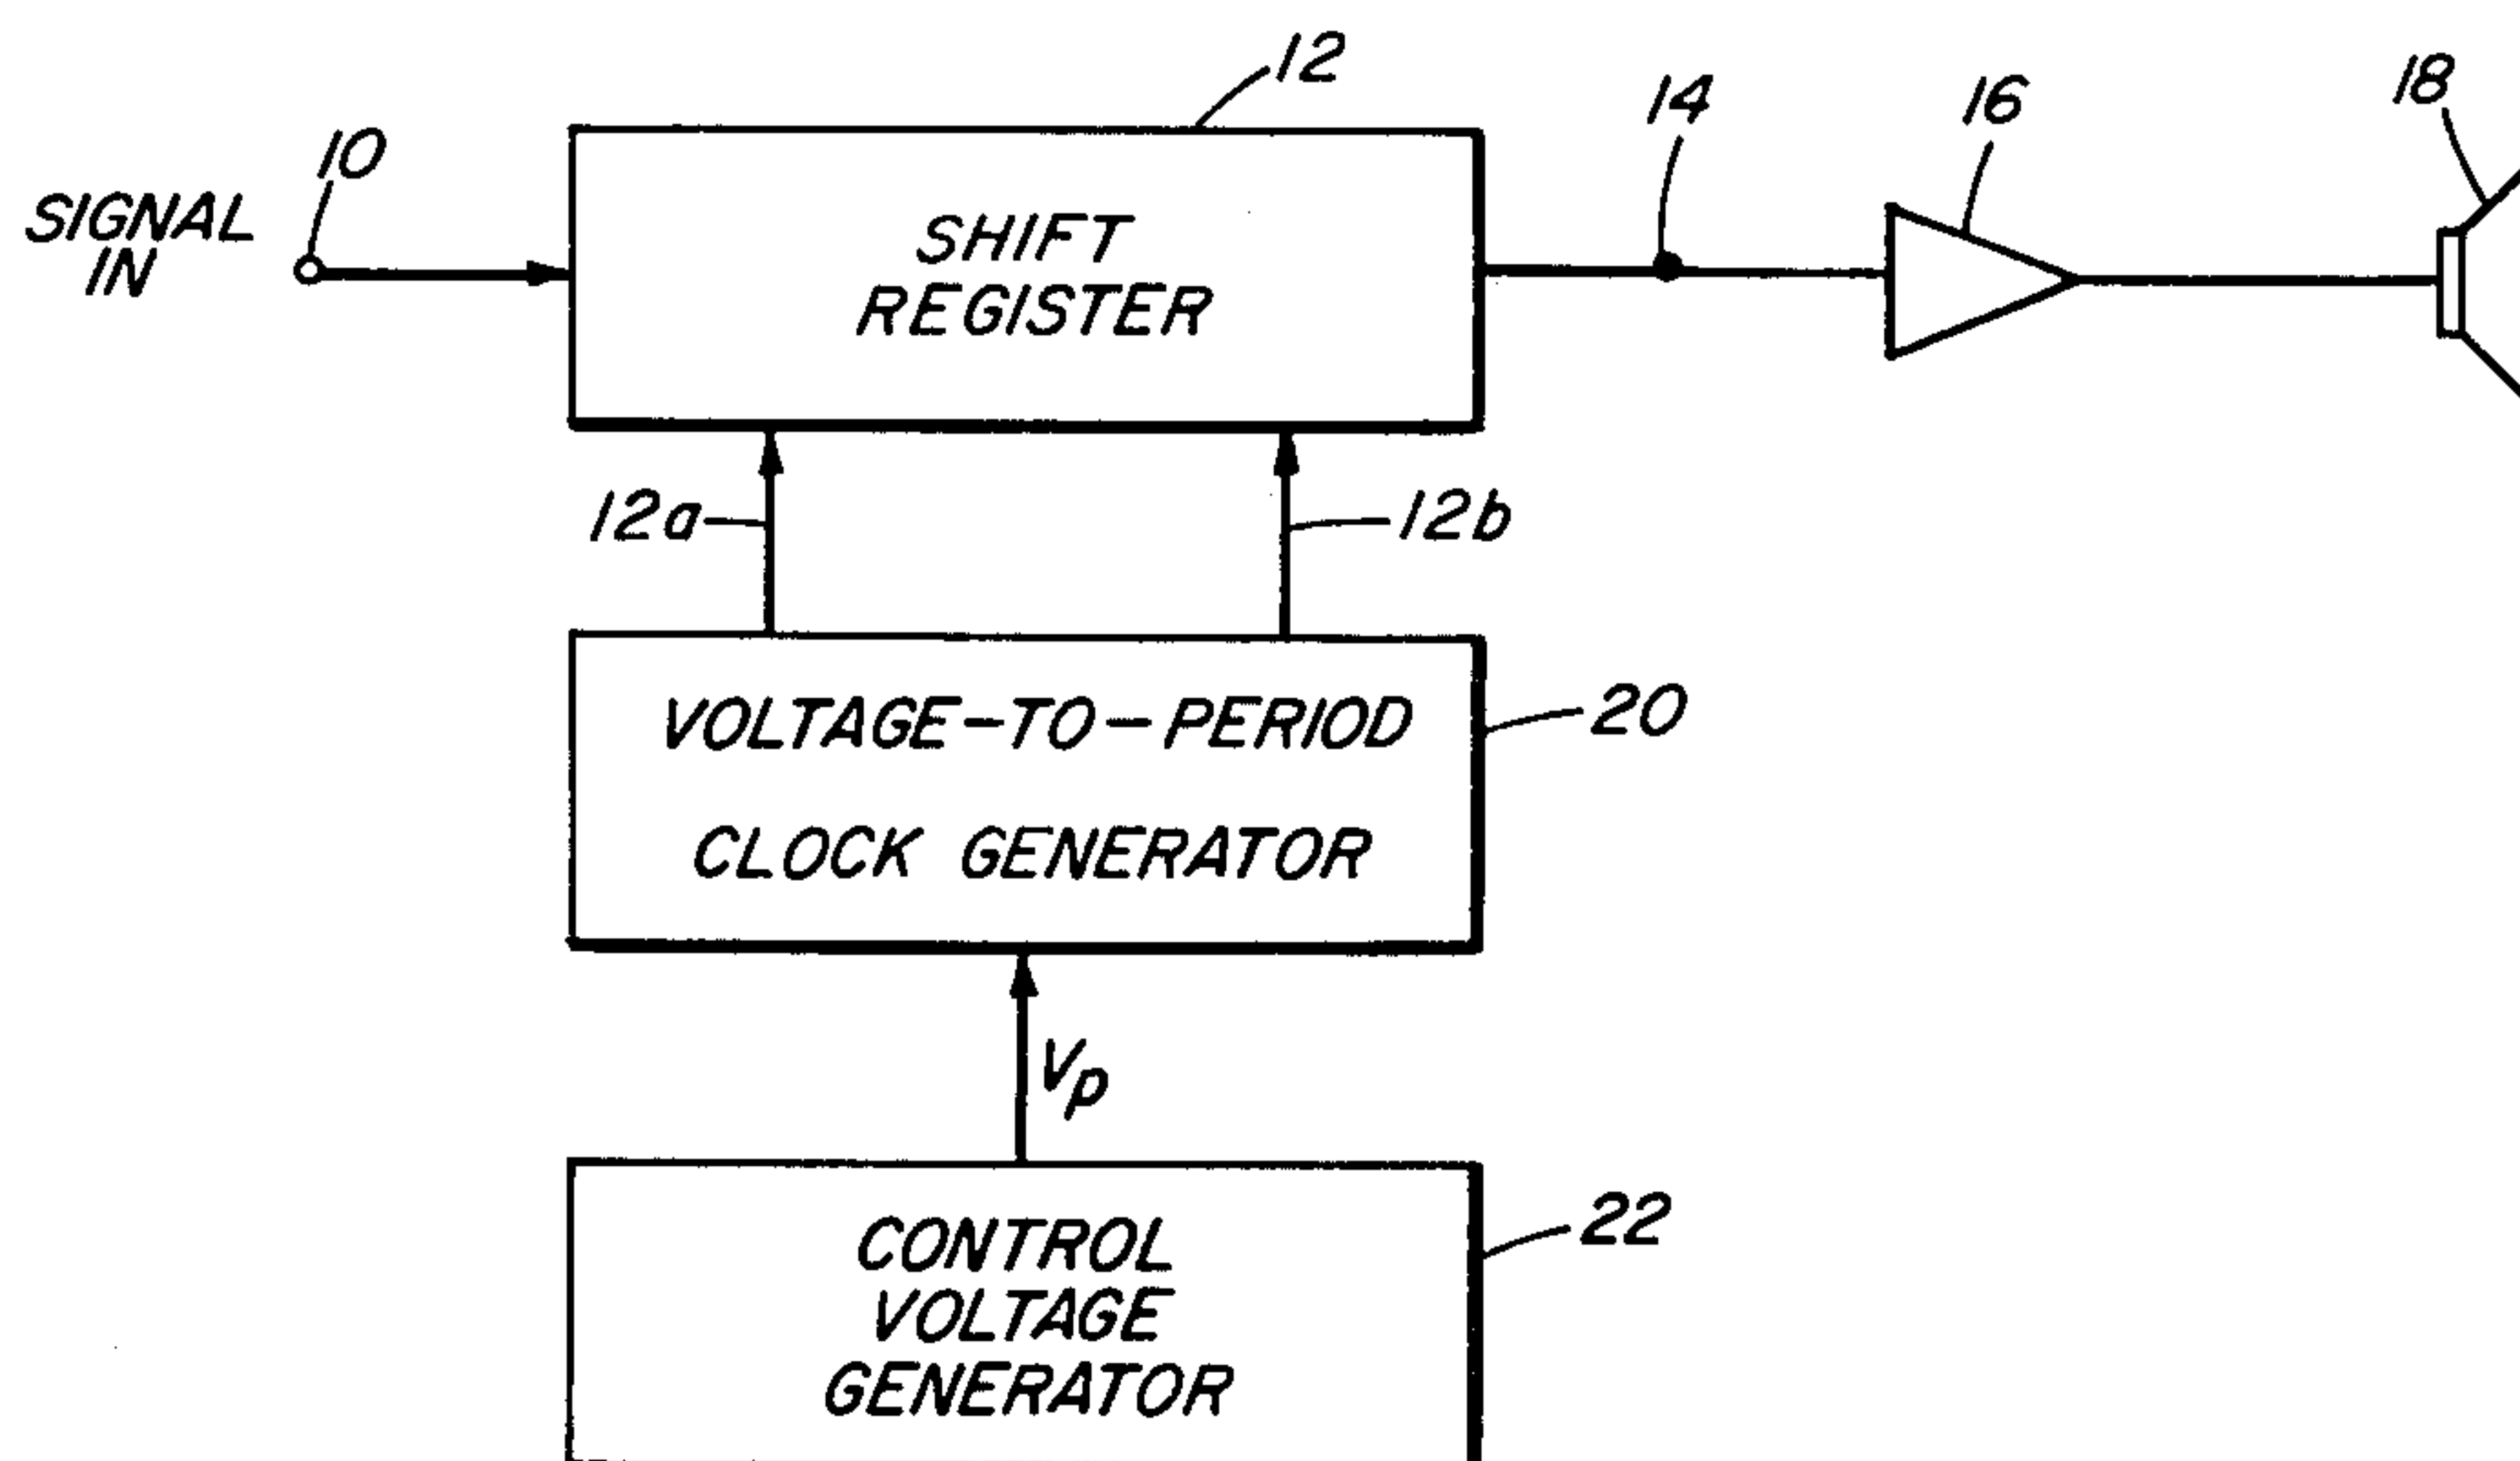 12
14
16
18
10
SIGNAL
IN
SHIFT
REGISTER
12a
12b
VOLTAGE-TO-PERIOD
CLOCK GENERATOR
20
Vp
CONTROL
VOLTAGE
GENERATOR
22